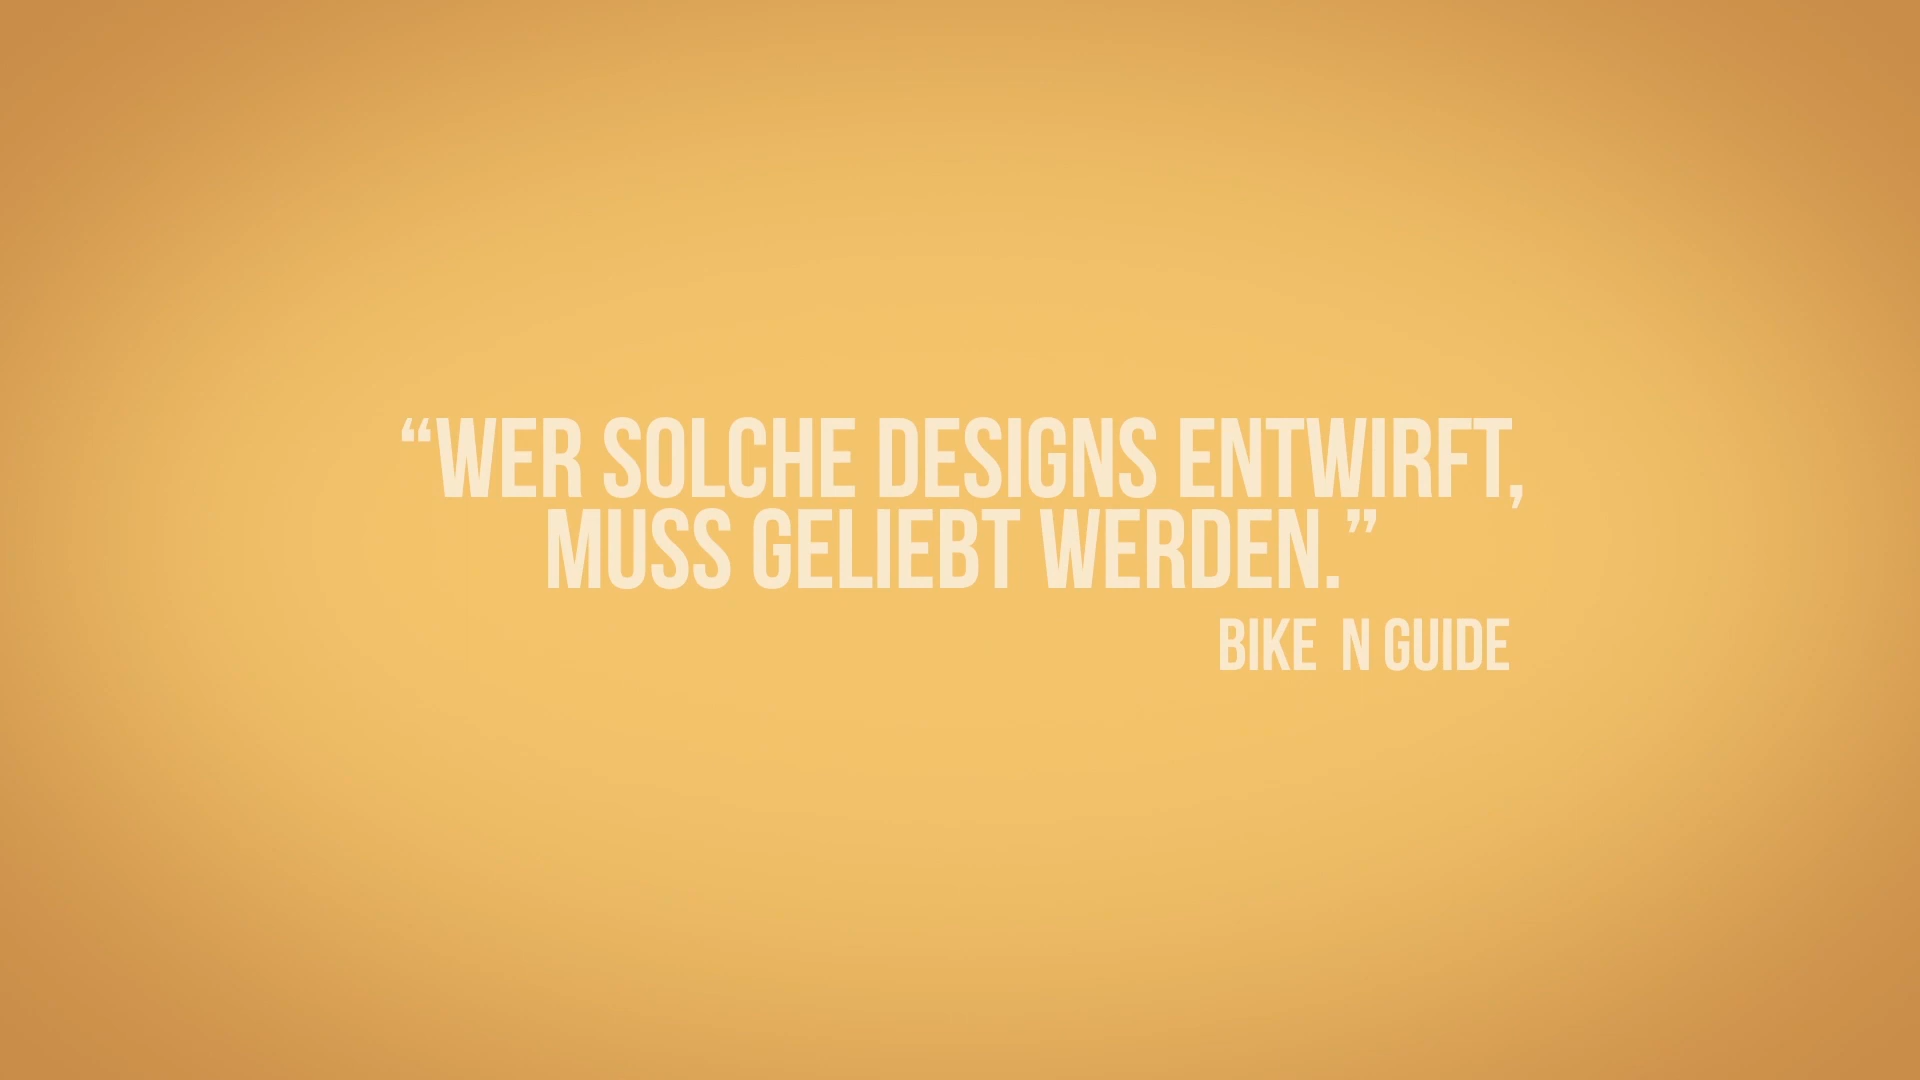 “WER SOLCHE DESIGNS ENTWIRFT,
MUSS GELIEBT WERDEN.”
BIKE N GUIDE